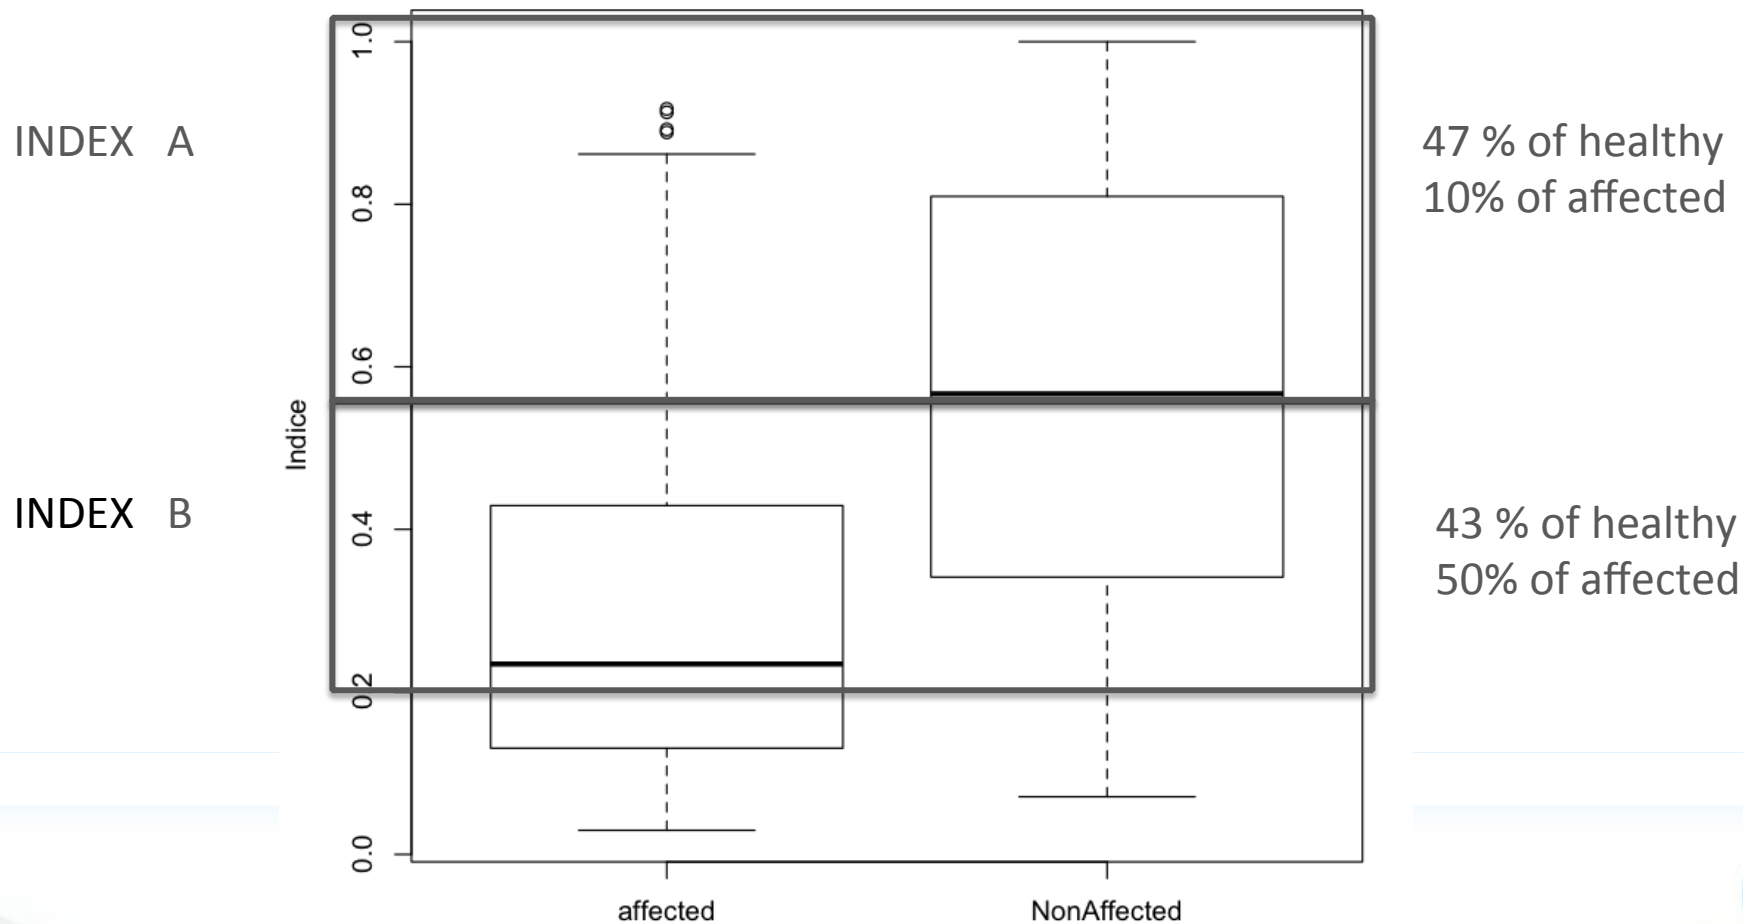 INDEX A
47 % of healthy
10% of affected
INDEX B
43 % of healthy
50% of affected
Indice
1.0
0.8
0.6
0.4
0.2
0.0
affected
NonAffected